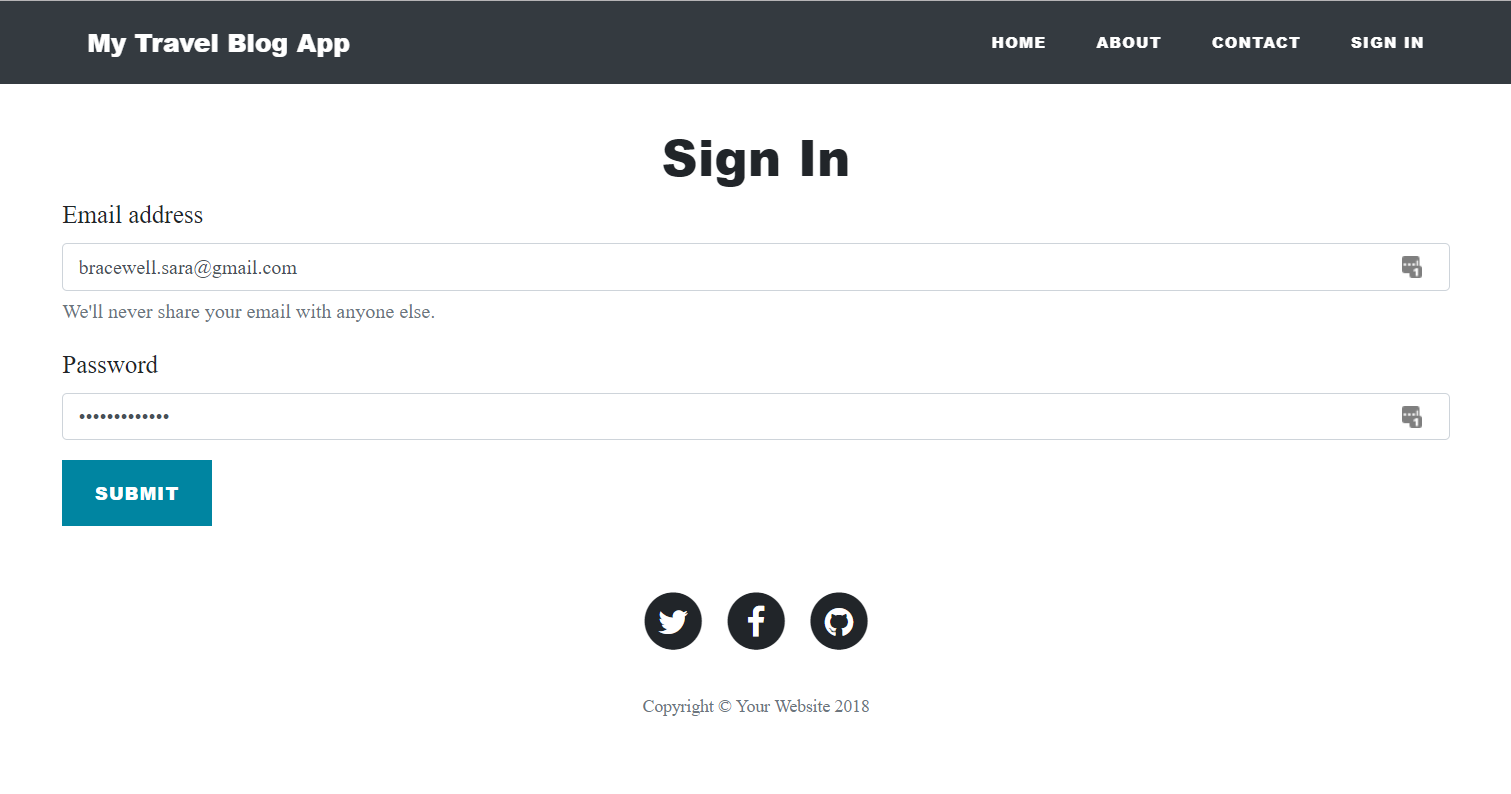 My Travel Blog App
HOME ABOUT CONTACT SIGN IN
Sign In
Email address
bracewell.sara@gmail.com
We'll never share your email with anyone else.
Password
•••••••••••••
SUBMIT
Copyright © Your Website 2018